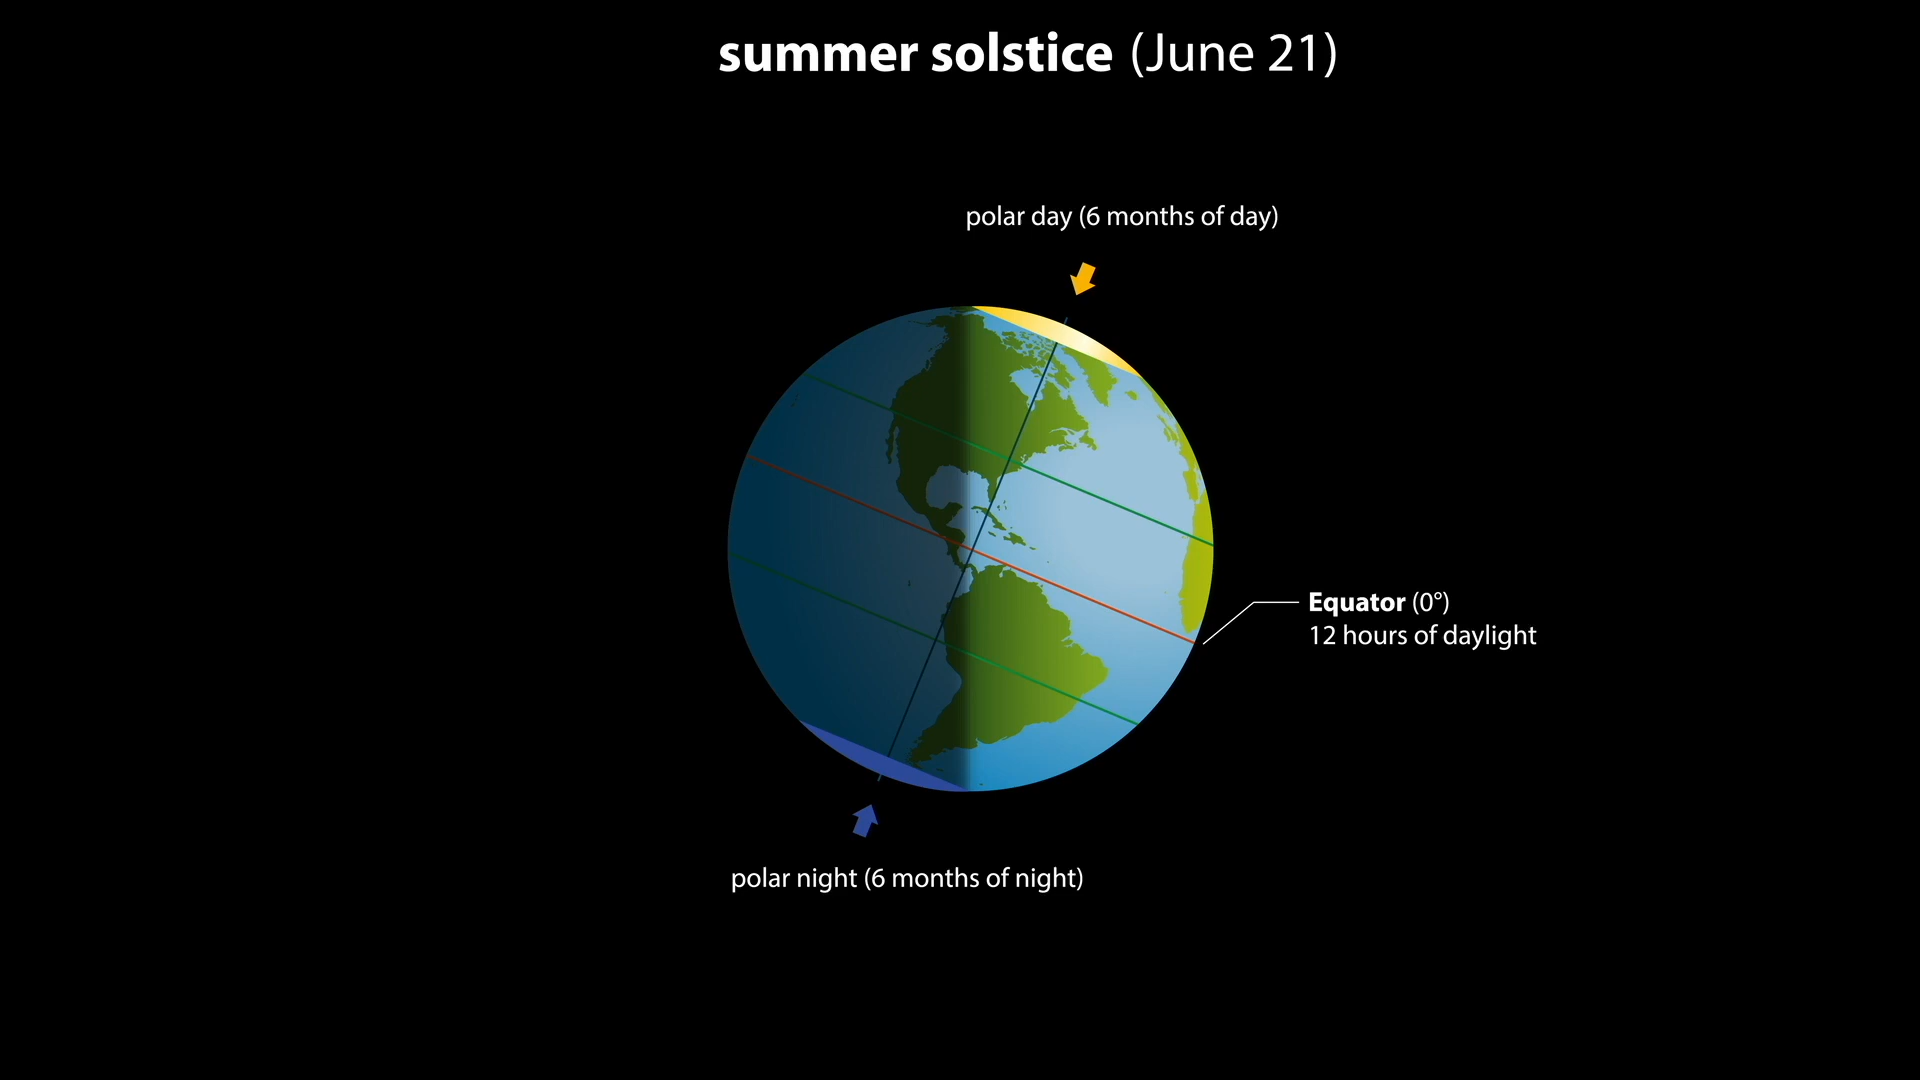 summer solstice (June 21)
polar day (6 months of day)
Equator (0°)
12 hours of daylight
polar night (6 months of night)